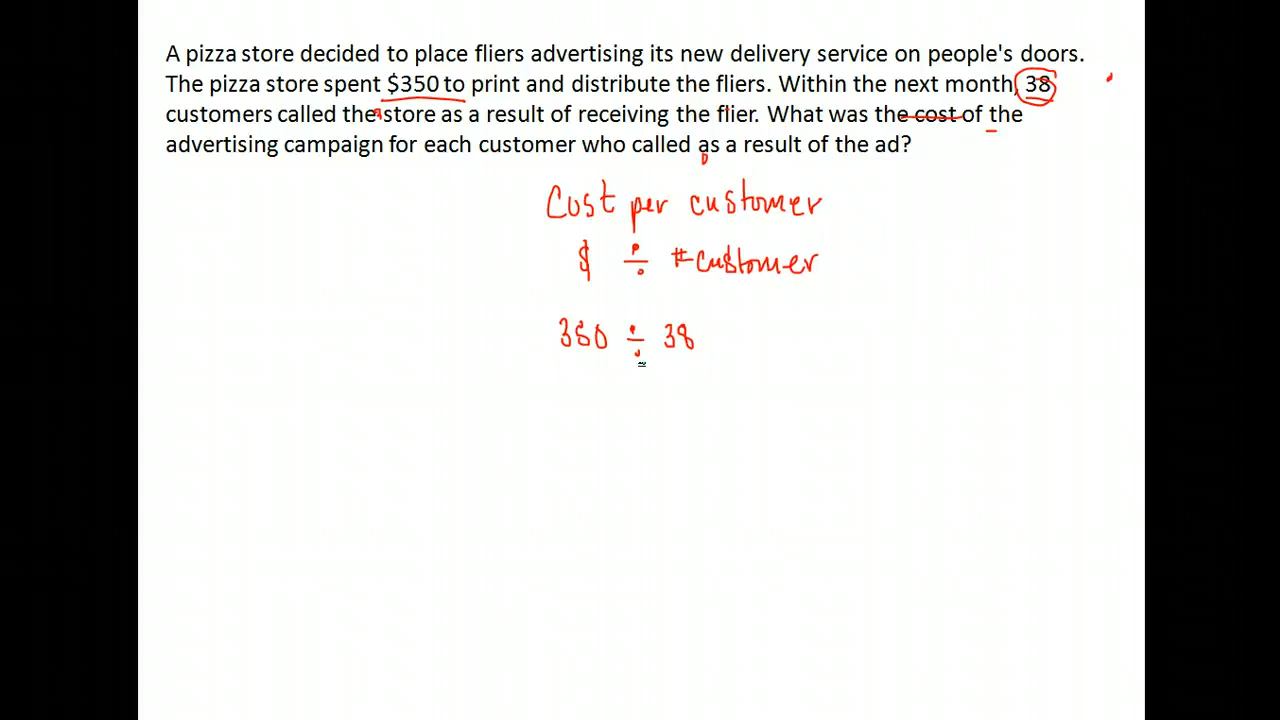 A pizza store decided to place fliers advertising its new delivery service on people's doors.
The pizza store spent $350 to print and distribute the fliers. Within the next month, 38
customers called the store as a result of receiving the flier. What was the cost of the
advertising campaign for each customer who called as a result of the ad?
Cost per customer
$ ÷ #customer
350 ÷ 38